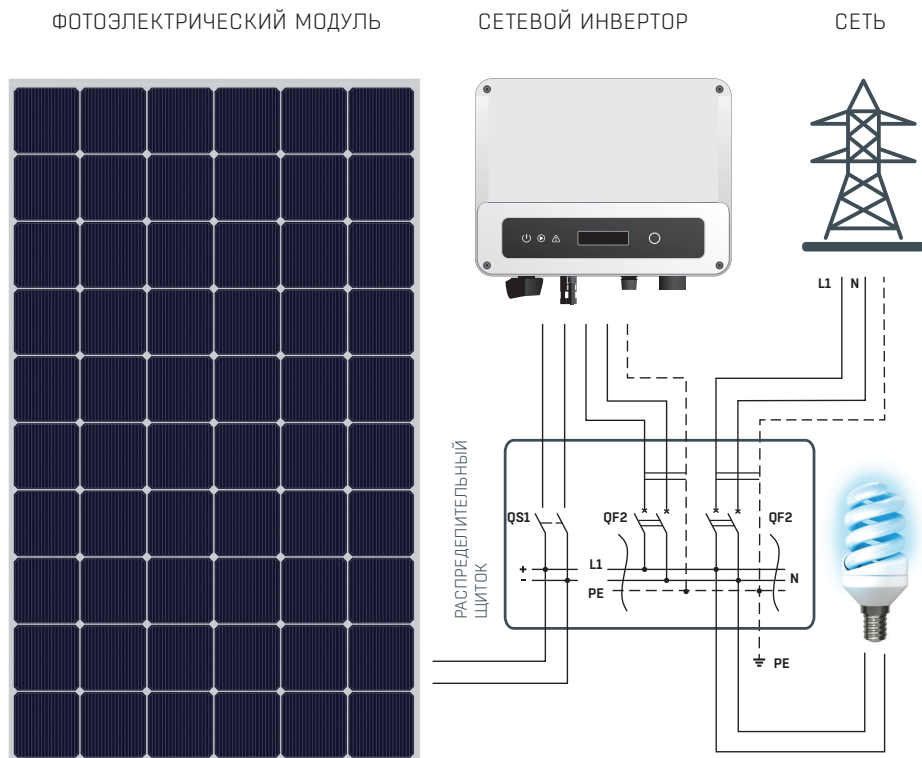 ФОТОЭЛЕКТРИЧЕСКИЙ МОДУЛЬ
СЕТЕВОЙ ИНВЕРТОР
СЕТЬ
L1 N
РАСПРЕДЕЛИТЕЛЬНЫЙ
ЩИТОК
QS1
QF2
QF2
+
-
L1
N
PE
PE